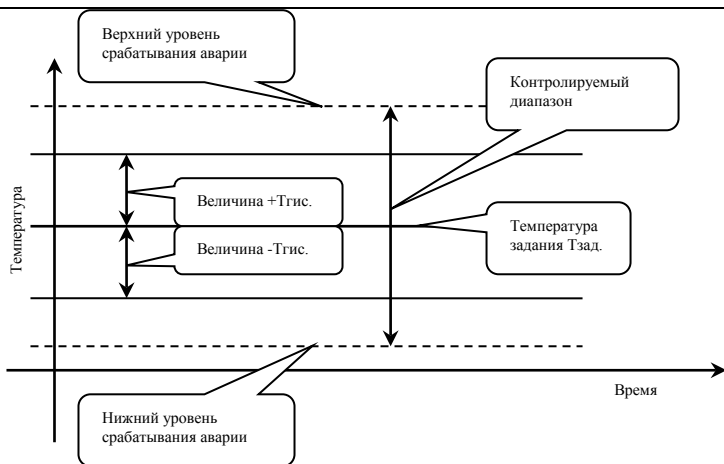 Верхний уровень
срабатывания аварии
Контролируемый
диапазон
Температура
Величина +Тгис.
Температура
задания Тзад.
Величина -Тгис.
Время
Нижний уровень
срабатывания аварии